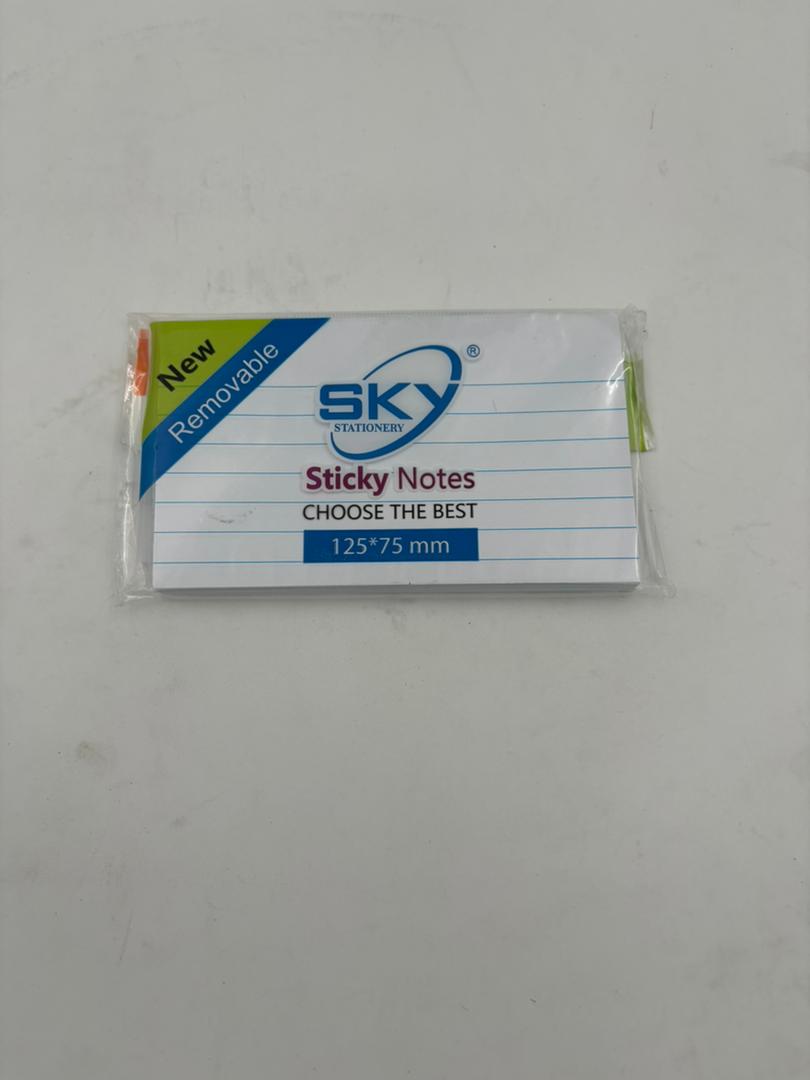 New
Removable
SKY ®
STATIONERY
Sticky Notes
CHOOSE THE BEST
125*75 mm